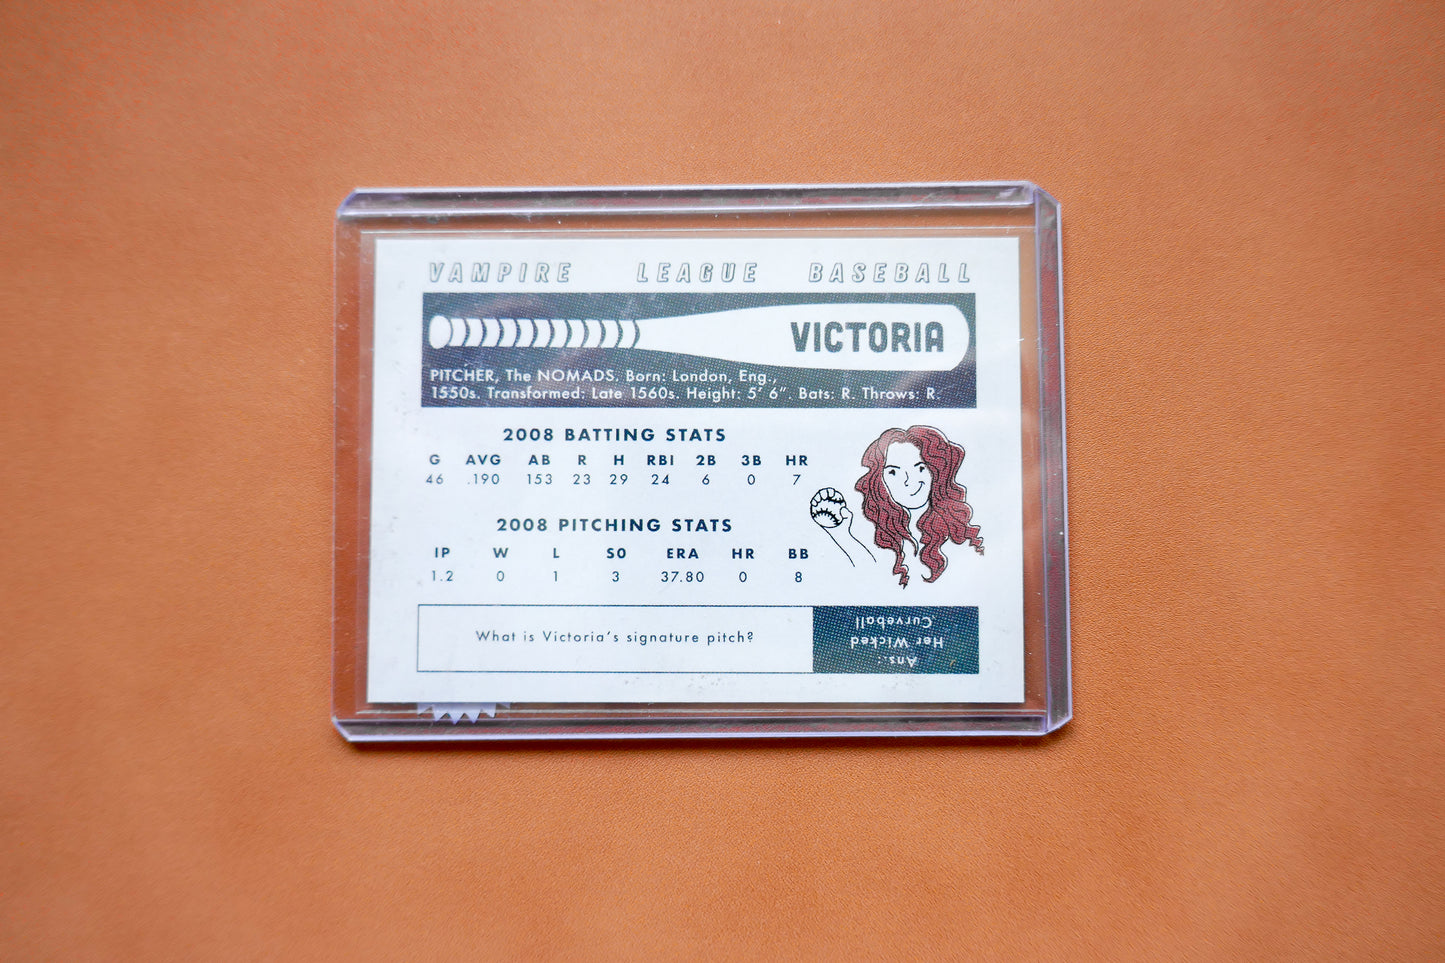 VAMPIRE LEAGUE BASEBALL
VICTORIA
PITCHER, The NOMADS. Born: London, Eng.,
1550s. Transformed: Late 1560s. Height: 5' 6". Bats: R. Throws: R.
2008 BATTING STATS
G AVG AB R H RBI 2B 3B HR
46 .190 153 23 29 24 6 0 7
2008 PITCHING STATS
IP W L SO ERA HR BB
1.2 0 1 3 37.80 0 8
What is Victoria's signature pitch?
Ans.:
Her Wicked
Curveball